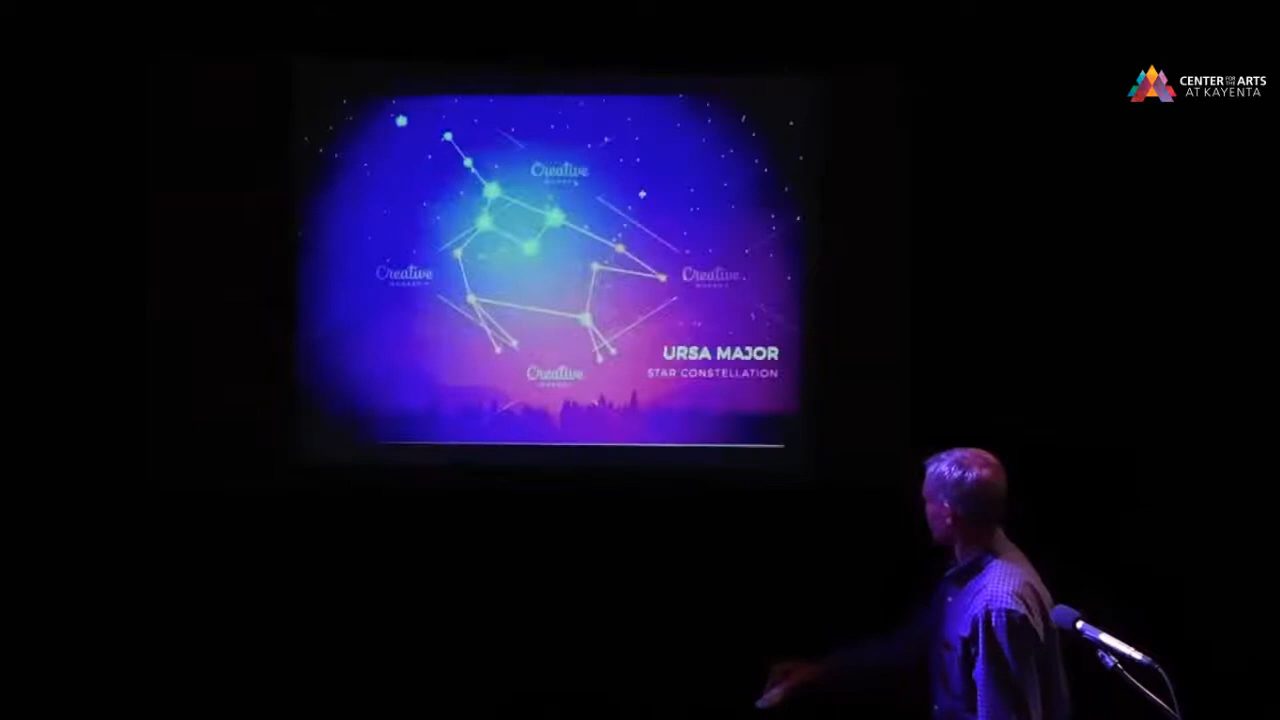 CENTER FOR THE ARTS
AT KAYENTA
Creative
Creative
Creative
URSA MAJOR
STAR CONSTELLATION
Creative